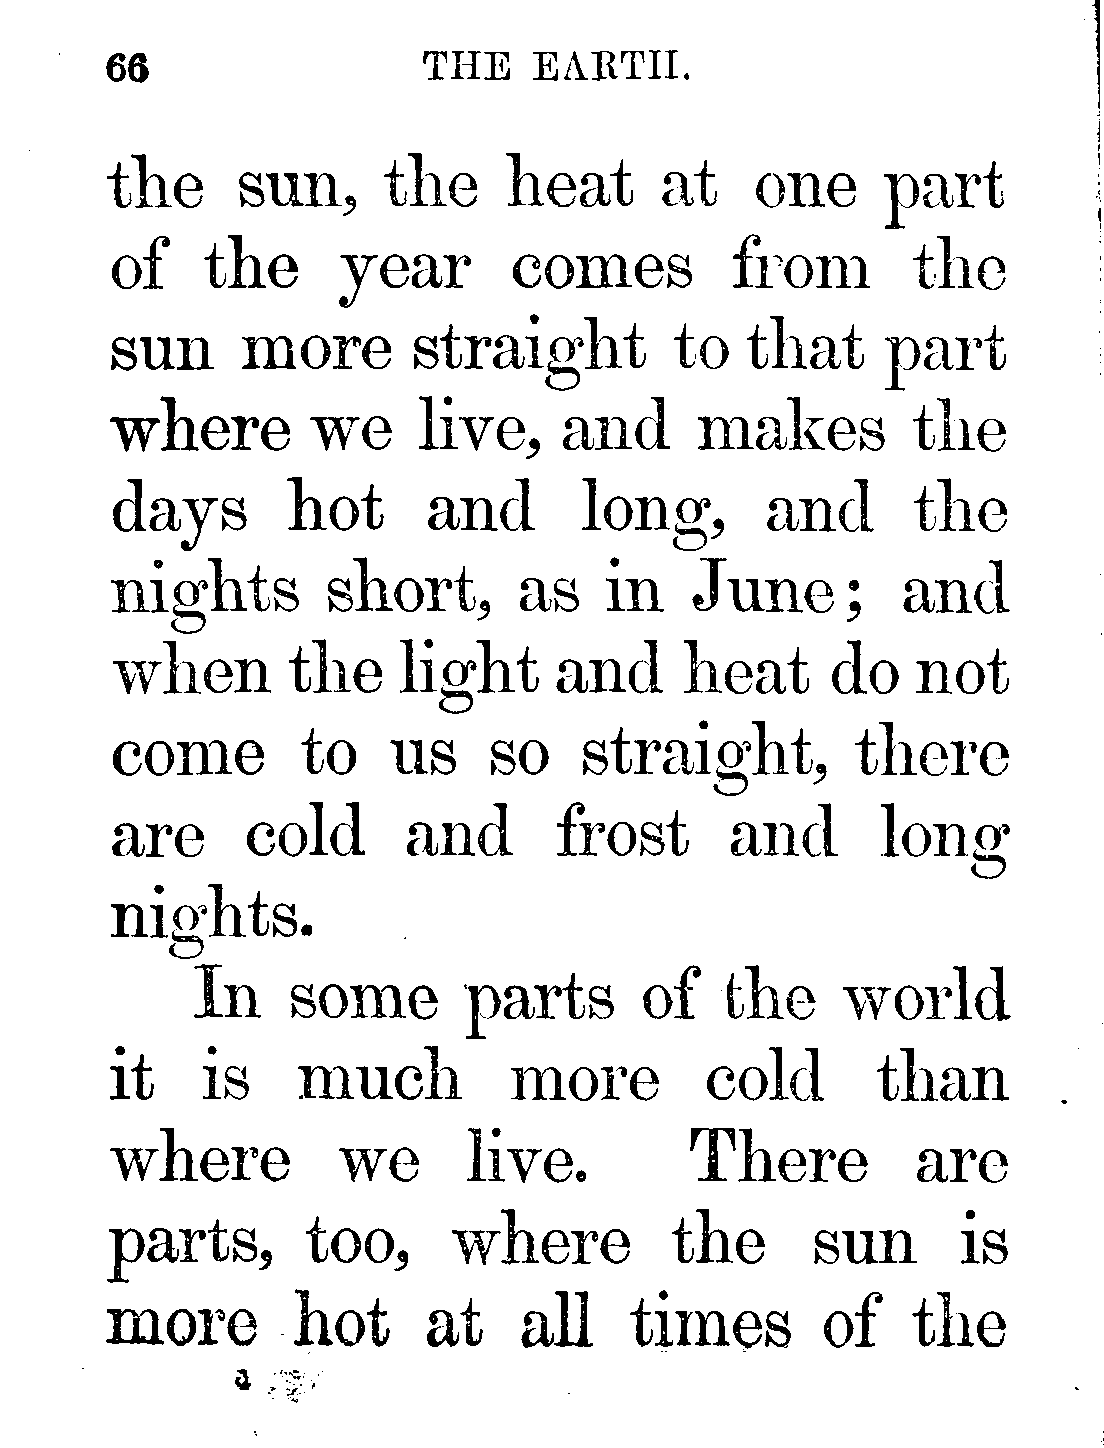 66 THE EARTH.
the sun, the heat at one part
of the year comes from the
sun more straight to that part
where we live, and makes the
days hot and long, and the
nights short, as in June; and
when the light and heat do not
come to us so straight, there
are cold and frost and long
nights.
In some parts of the world
it is much more cold than
where we live. There are
parts, too, where the sun is
more hot at all times of the